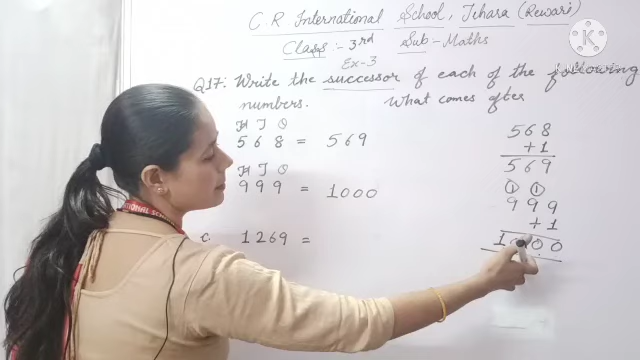 C.R International School, Jihara (Rewari)
Class :- 3rd Sub - Maths
Ex-3
Q17: Write the successor of each of the following
numbers. What comes after
H T O
568 = 569
H T O
999 = 1000
c. 1269 =
568
+1
569
1 1
999
+1
1000
K
KINEMASTER